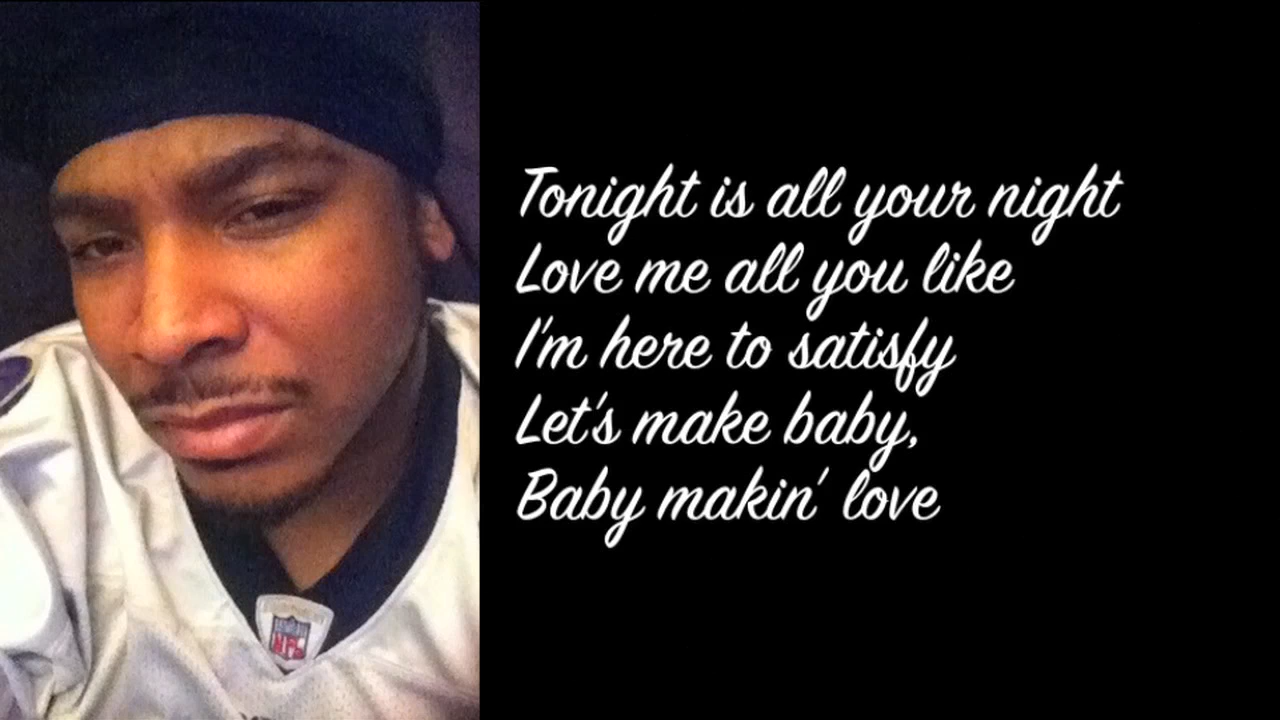 Tonight is all your night
Love me all you like
I'm here to satisfy
Let's make baby,
Baby makin' love
NFL